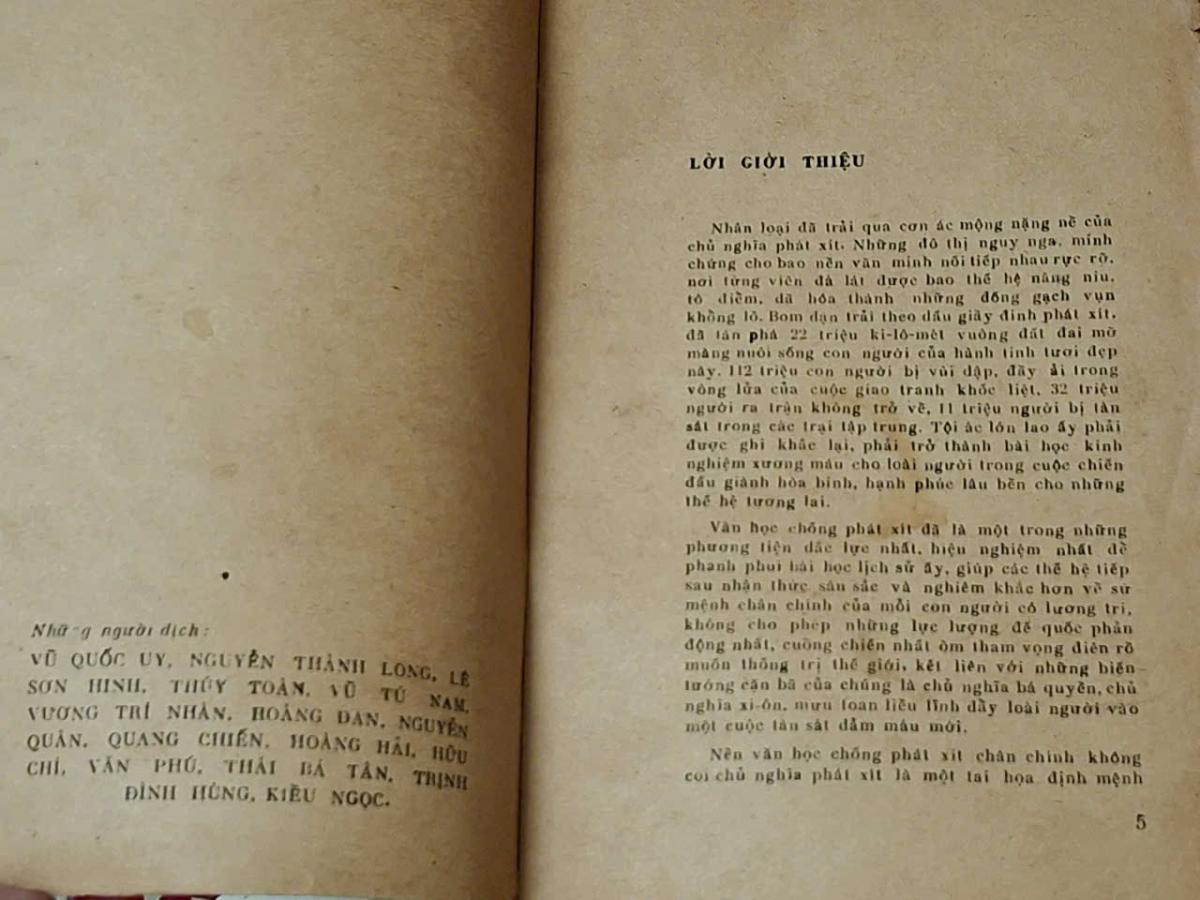 Những người dịch:
VŨ QUỐC UY, NGUYỄN THÀNH LONG, LÊ
SƠN HINH, THÚY TOÀN, VŨ TÚ NAM,
VƯƠNG TRÍ NHÀN, HOÀNG DAN, NGUYỄN
QUÂN, QUANG CHIẾN, HOÀNG HẢI, HỮU
CHÍ, VĂN PHÚ, THÁI BÁ TÂN, TRỊNH
ĐÌNH HÙNG, KIỀU NGỌC.
LỜI GIỚI THIỆU
Nhân loại đã trải qua cơn ác mộng nặng nề của
chủ nghĩa phát xít. Những đô thị nguy nga, minh
chứng cho bao nền văn minh nối tiếp nhau rực rỡ,
nơi từng viên đá lát được bao thế hệ nâng niu,
tô điểm, đã hóa thành những đống gạch vụn
khổng lồ. Bom đạn trải theo dấu giày đinh phát xít,
đã tàn phá 22 triệu ki-lô-mét vuông đất đai mỡ
màng nuôi sống con người của hành tinh tươi đẹp
này. 112 triệu con người bị vùi dập, đầy ải trong
vòng lửa của cuộc giao tranh khốc liệt, 32 triệu
người ra trận không trở về, 11 triệu người bị tàn
sát trong các trại tập trung. Tội ác lớn lao ấy phải
được ghi khắc lại, phải trở thành bài học kinh
nghiệm xương máu cho loài người trong cuộc chiến
đấu giành hòa bình, hạnh phúc lâu bền cho những
thế hệ tương lai.
Văn học chống phát xít đã là một trong những
phương tiện đắc lực nhất, hiệu nghiệm nhất để
phanh phui bài học lịch sử ấy, giúp các thế hệ tiếp
sau nhận thức sâu sắc và nghiêm khắc hơn về sứ
mệnh chân chính của mỗi con người có lương tri,
không cho phép những lực lượng đế quốc phản
động nhất, cuồng chiến nhất ôm tham vọng điên rồ
muốn thống trị thế giới, kết liên với những biến
tướng cặn bã của chúng là chủ nghĩa bá quyền, chủ
nghĩa xi-ôn, mưu toan liều lĩnh đẩy loài người vào
một cuộc tàn sát đẫm máu mới.
Nền văn học chống phát xít chân chính không
coi chủ nghĩa phát xít là một tai họa định mệnh
5